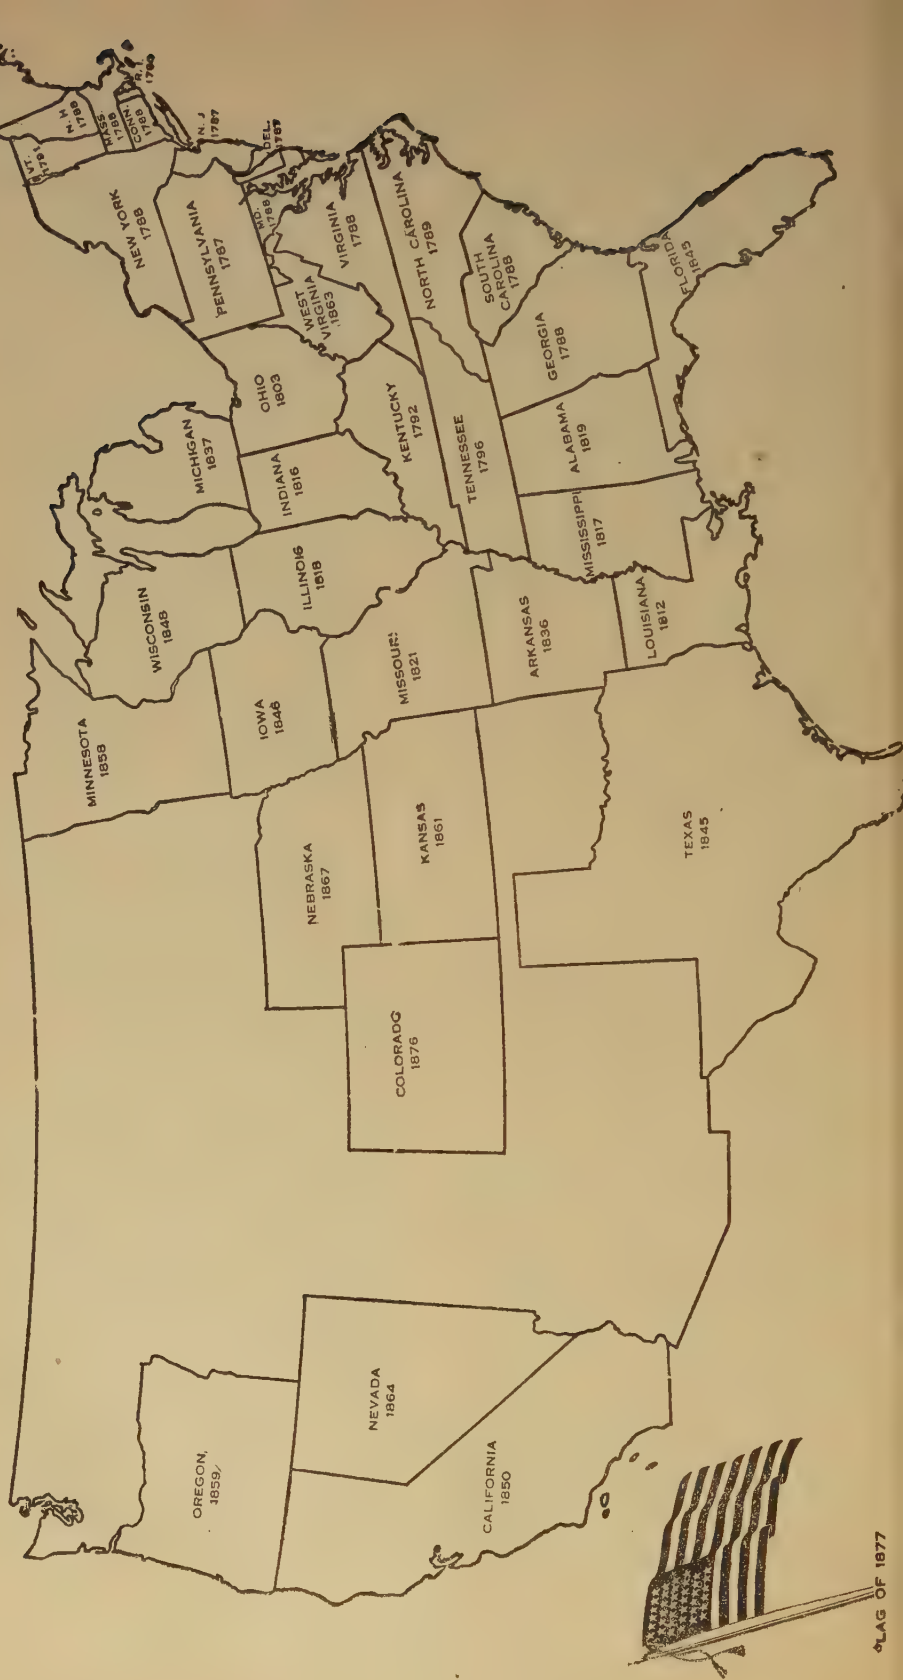 VT.
1791
N. H
1788
MASS.
1788
CONN.
1788
R. I.
1790
NEW YORK
1788
N. J
1787
PENNSYLVANIA
1787
DEL.
1787
MD.
1788
VIRGINIA
1788
WEST
VIRGINIA
1863
NORTH CAROLINA
1789
SOUTH
CAROLINA
1788
GEORGIA
1788
FLORIDA
1845
OHIO
1803
KENTUCKY
1792
TENNESSEE
1796
ALABAMA
1819
MICHIGAN
1837
INDIANA
1816
ILLINOIS
1818
MISSISSIPPI
1817
WISCONSIN
1848
IOWA
1846
MISSOURI
1821
ARKANSAS
1836
LOUISIANA
1812
MINNESOTA
1858
NEBRASKA
1867
KANSAS
1861
TEXAS
1845
COLORADO
1876
OREGON,
1859
NEVADA
1864
CALIFORNIA
1850
FLAG OF 1877